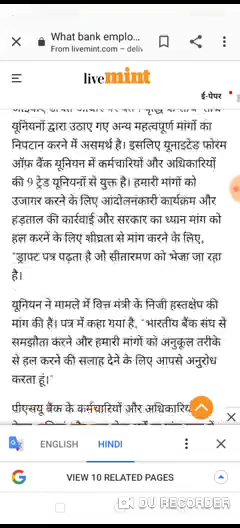 What bank emplo...
From livemint.com – deliv
livemint
ई-पेपर
यूनियनों द्वारा उठाए गए अन्य महत्वपूर्ण मांगों का
निपटान करने में असमर्थ है। इसलिए यूनाइटेड फोरम
ऑफ़ बैंक यूनियन में कर्मचारियों और अधिकारियों
की 9 ट्रेड यूनियनों से युक्त है। हमारी मांगों को
उजागर करने के लिए आंदोलनकारी कार्यक्रम और
हड़ताल की कार्रवाई और सरकार का ध्यान मांग को
हल करनें के लिए शीघ्रता से मांग करने के लिए,
"ड्राफ्ट पत्र पढ़ता है जो सीतारमण को भेजा जा रहा
है।
यूनियन ने मामले में वित्त मंत्री के निजी हस्तक्षेप की
मांग की है। पत्र में कहा गया है, "भारतीय बैंक संघ से
समझौता करने और हमारी मांगों को अनुकूल तरीके
से हल करने की सलाह देने के लिए आपसे अनुरोध
करता हूं।"
पीएसयू बैंक के कर्मचारियों और अधिकारि
ENGLISH HINDI
VIEW 10 RELATED PAGES
DU RECORDER